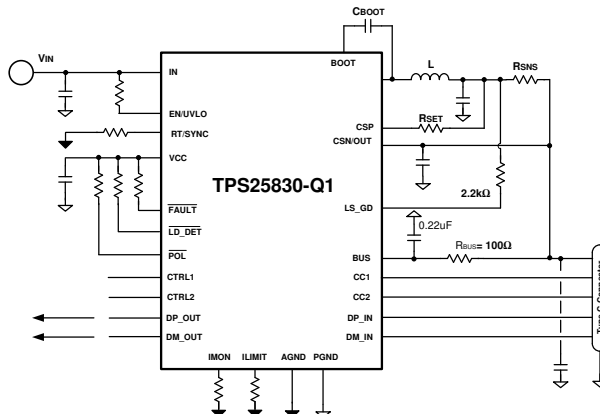 CBOOT
VIN
BOOT
L
RSNS
IN
EN/UVLO
RT/SYNC
CSP
RSET
CSN/OUT
VCC
TPS25830-Q1
2.2kΩ
FAULT
LS_GD
0.22uF
LD_DET
POL
RBUS= 100Ω
BUS
CTRL1
CC1
CTRL2
CC2
DP_OUT
DP_IN
DM_OUT
DM_IN
IMON
ILIMIT
AGND
PGND
Type C Connector